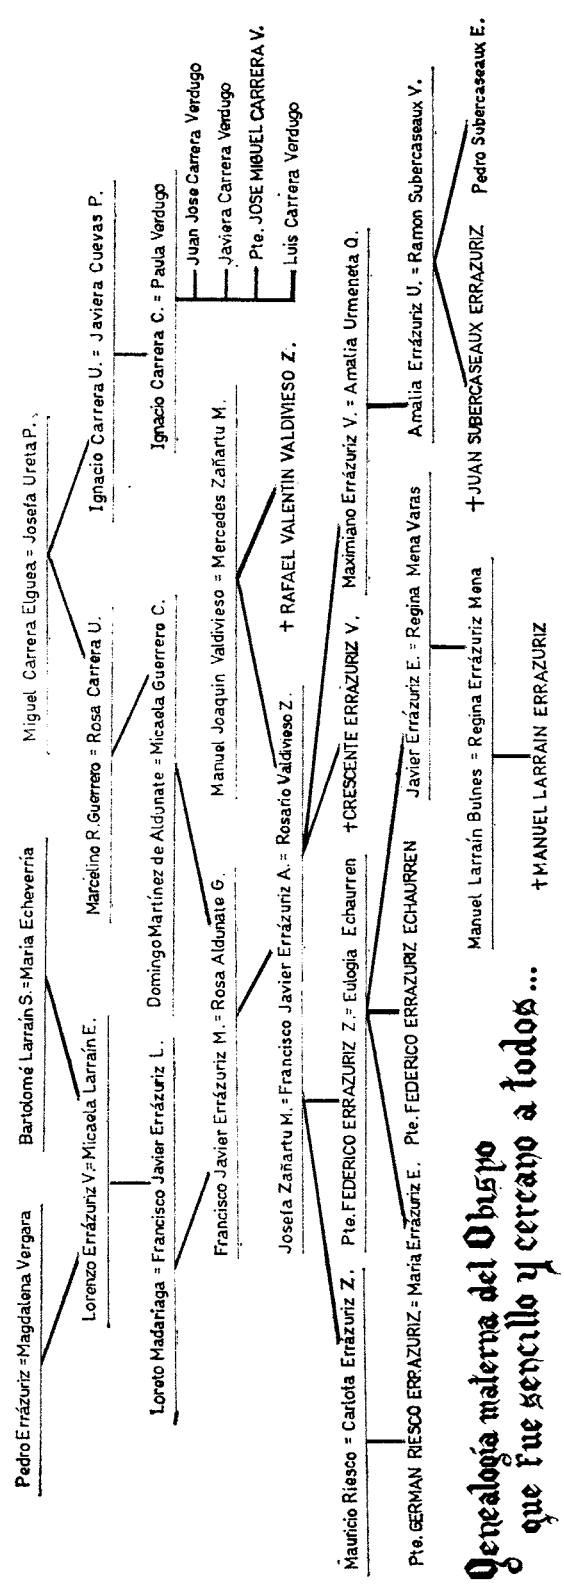 Pedro Errázuriz = Magdalena Vergara
Bartolomé Larraín S. = Maria Echeverría
Miguel Carrera Elguea = Josefa Ureta P.
Lorenzo Errázuriz V. = Micaela Larraín E.
Marcelino R. Guerrero = Rosa Carrera U.
Ignacio Carrera U. = Javiera Cuevas P.
Loreto Madariaga = Francisco Javier Errázuriz L.
Domingo Martínez de Aldunate = Micaela Guerrero C.
Ignacio Carrera C. = Paula Verdugo
Juan Jose Carrera Verdugo
Javiera Carrera Verdugo
Pte. JOSE MIGUEL CARRERA V.
Luis Carrera Verdugo
Francisco Javier Errázuriz M. = Rosa Aldunate G.
Manuel Joaquin Valdivieso = Mercedes Zañartu M.
Josefa Zañartu M. = Francisco Javier Errázuriz A. = Rosario Valdivieso Z.
† RAFAEL VALENTIN VALDIVIESO Z.
Mauricio Riesco = Carlota Errázuriz Z.
Pte. FEDERICO ERRAZURIZ Z. = Eulogia Echaurren
† CRESCENTE ERRÁZURIZ V.
Maximiano Errázuriz V. = Amalia Urmeneta Q.
Pte. GERMAN RIESCO ERRAZURIZ = Maria Errázuriz E.
Pte. FEDERICO ERRAZURIZ ECHAURREN
Javier Errázuriz E. = Regina Mena Varas
Amalia Errázuriz U. = Ramon Subercaseaux V.
Manuel Larraín Bulnes = Regina Errázuriz Mena
† JUAN SUBERCASEAUX ERRAZURIZ
Pedro Subercaseaux E.
† MANUEL LARRAIN ERRAZURIZ
Genealogía materna del Obispo
que fue sencillo y cercano a todos...